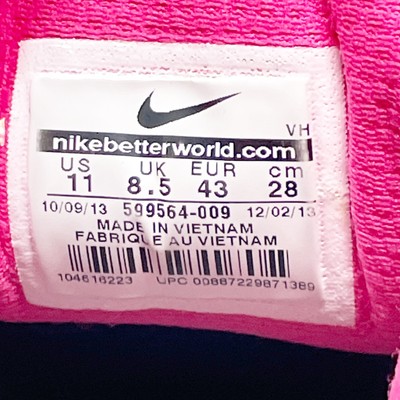 VH
nikebetterworld.com
US UK EUR cm
11 8.5 43 28
10/09/13 599564-009 12/02/13
MADE IN VIETNAM
FABRIQUE AU VIETNAM
104616223 UPC 00887229871389